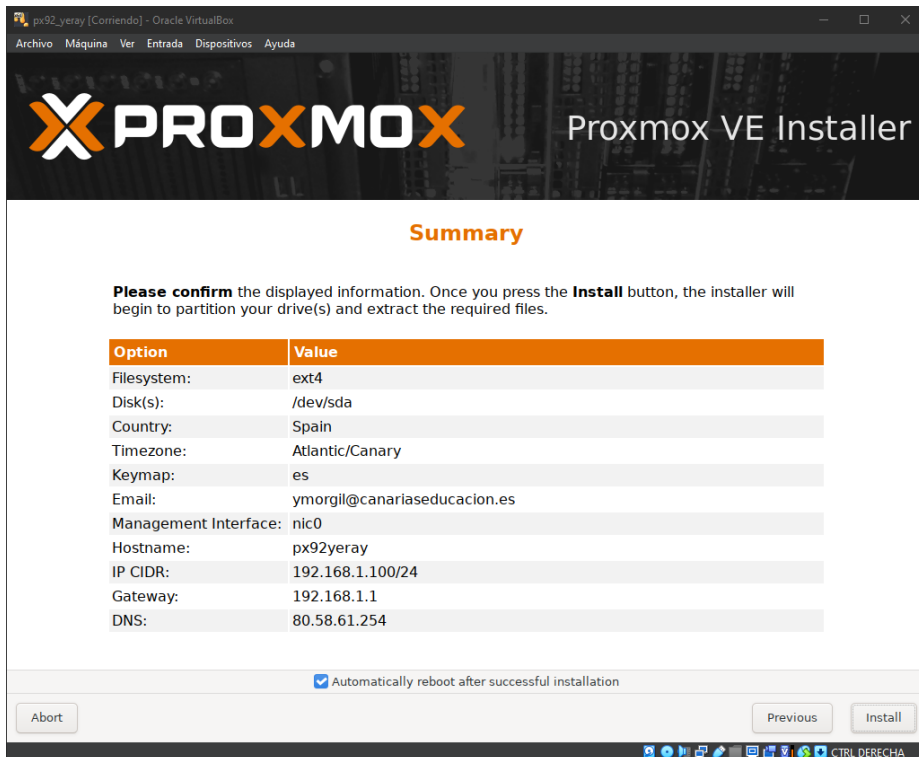 px92_yeray [Corriendo] - Oracle VirtualBox
Archivo Máquina Ver Entrada Dispositivos Ayuda
PROXMOX
Proxmox VE Installer
LL
Summary
Please confirm the displayed information. Once you press the Install button, the installer will
begin to partition your drive(s) and extract the required files.
Option Value
Filesystem: ext4
Disk(s): /dev/sda
Country: Spain
Timezone: Atlantic/Canary
Keymap: es
Email: ymorgil@canariaseducacion.es
Management Interface: nic0
Hostname: px92yeray
IP CIDR: 192.168.1.100/24
Gateway: 192.168.1.1
DNS: 80.58.61.254
Automatically reboot after successful installation
Abort
Previous
Install
CTRL DERECHA